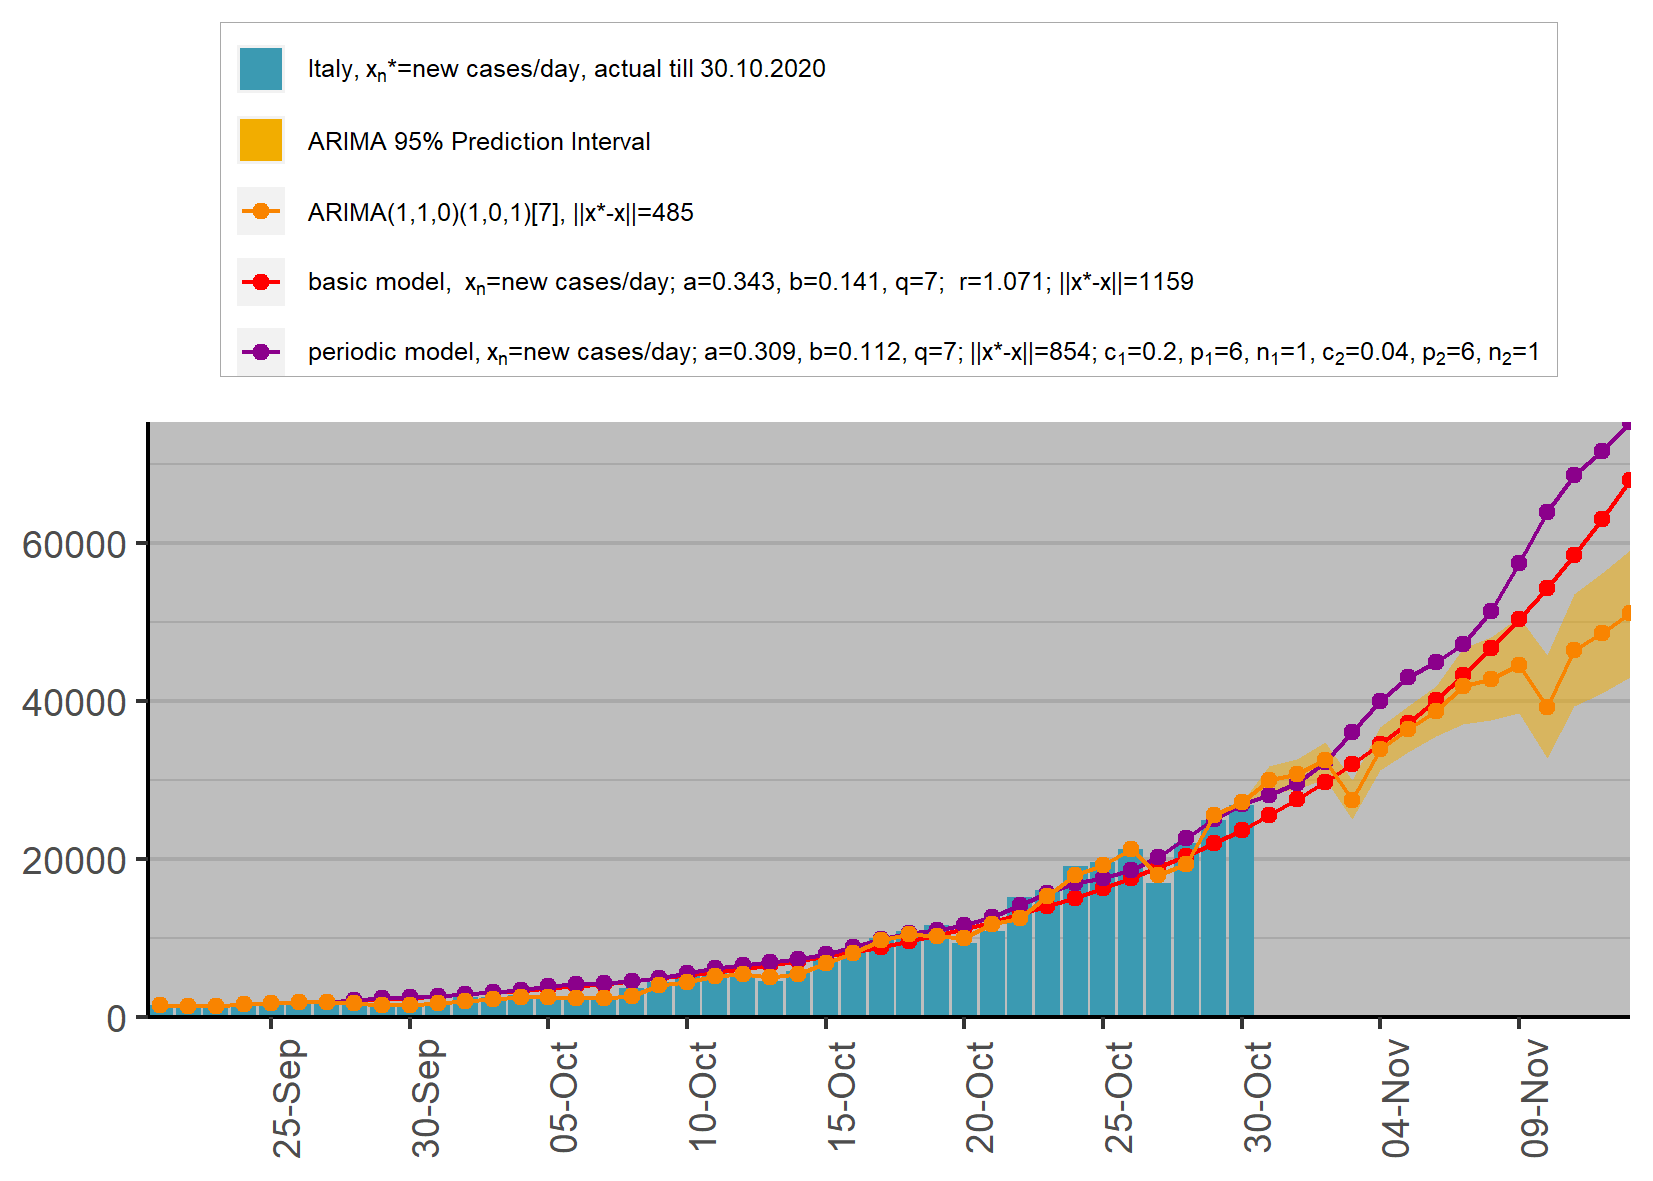 Italy, xn*=new cases/day, actual till 30.10.2020
ARIMA 95% Prediction Interval
ARIMA(1,1,0)(1,0,1)[7], ||x*-x||=485
basic model,  xn=new cases/day; a=0.343, b=0.141, q=7;  r=1.071; ||x*-x||=1159
periodic model, xn=new cases/day; a=0.309, b=0.112, q=7; ||x*-x||=854; c1=0.2, p1=6, n1=1, c2=0.04, p2=6, n2=1
60000
40000
20000
0
25-Sep
30-Sep
05-Oct
10-Oct
15-Oct
20-Oct
25-Oct
30-Oct
04-Nov
09-Nov